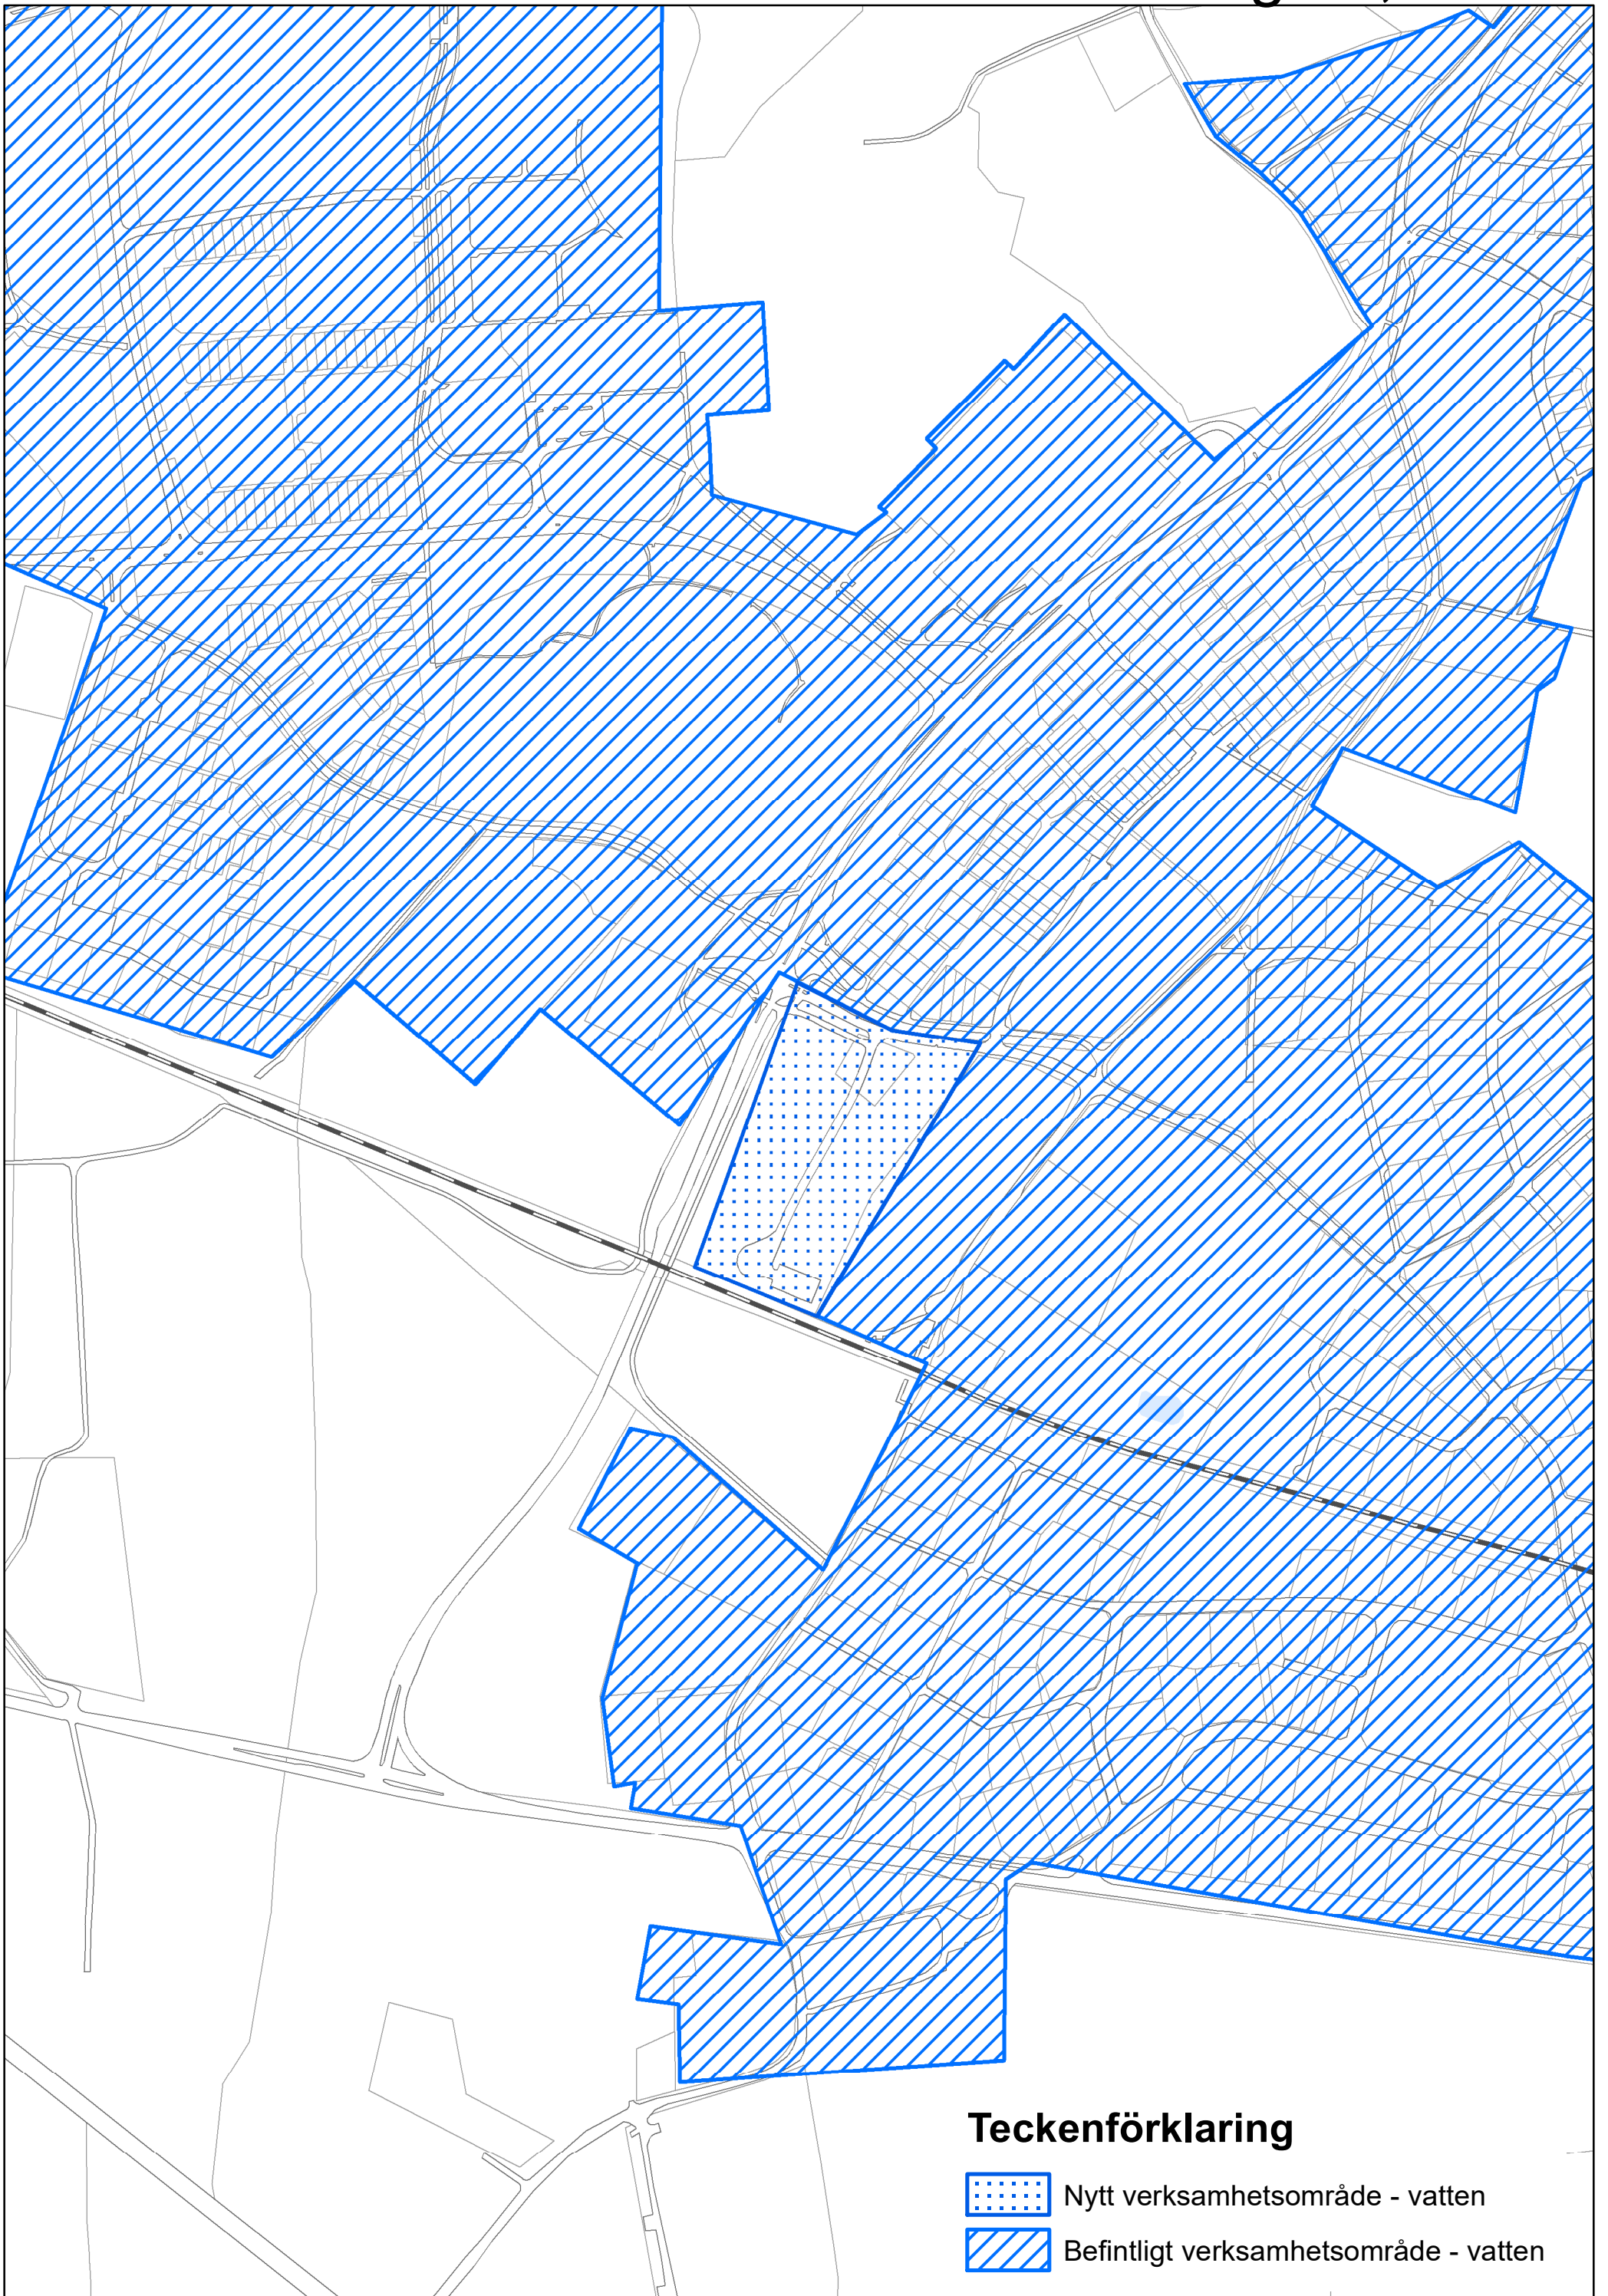 Teckenförklaring
Nytt verksamhetsområde - vatten
Befintligt verksamhetsområde - vatten